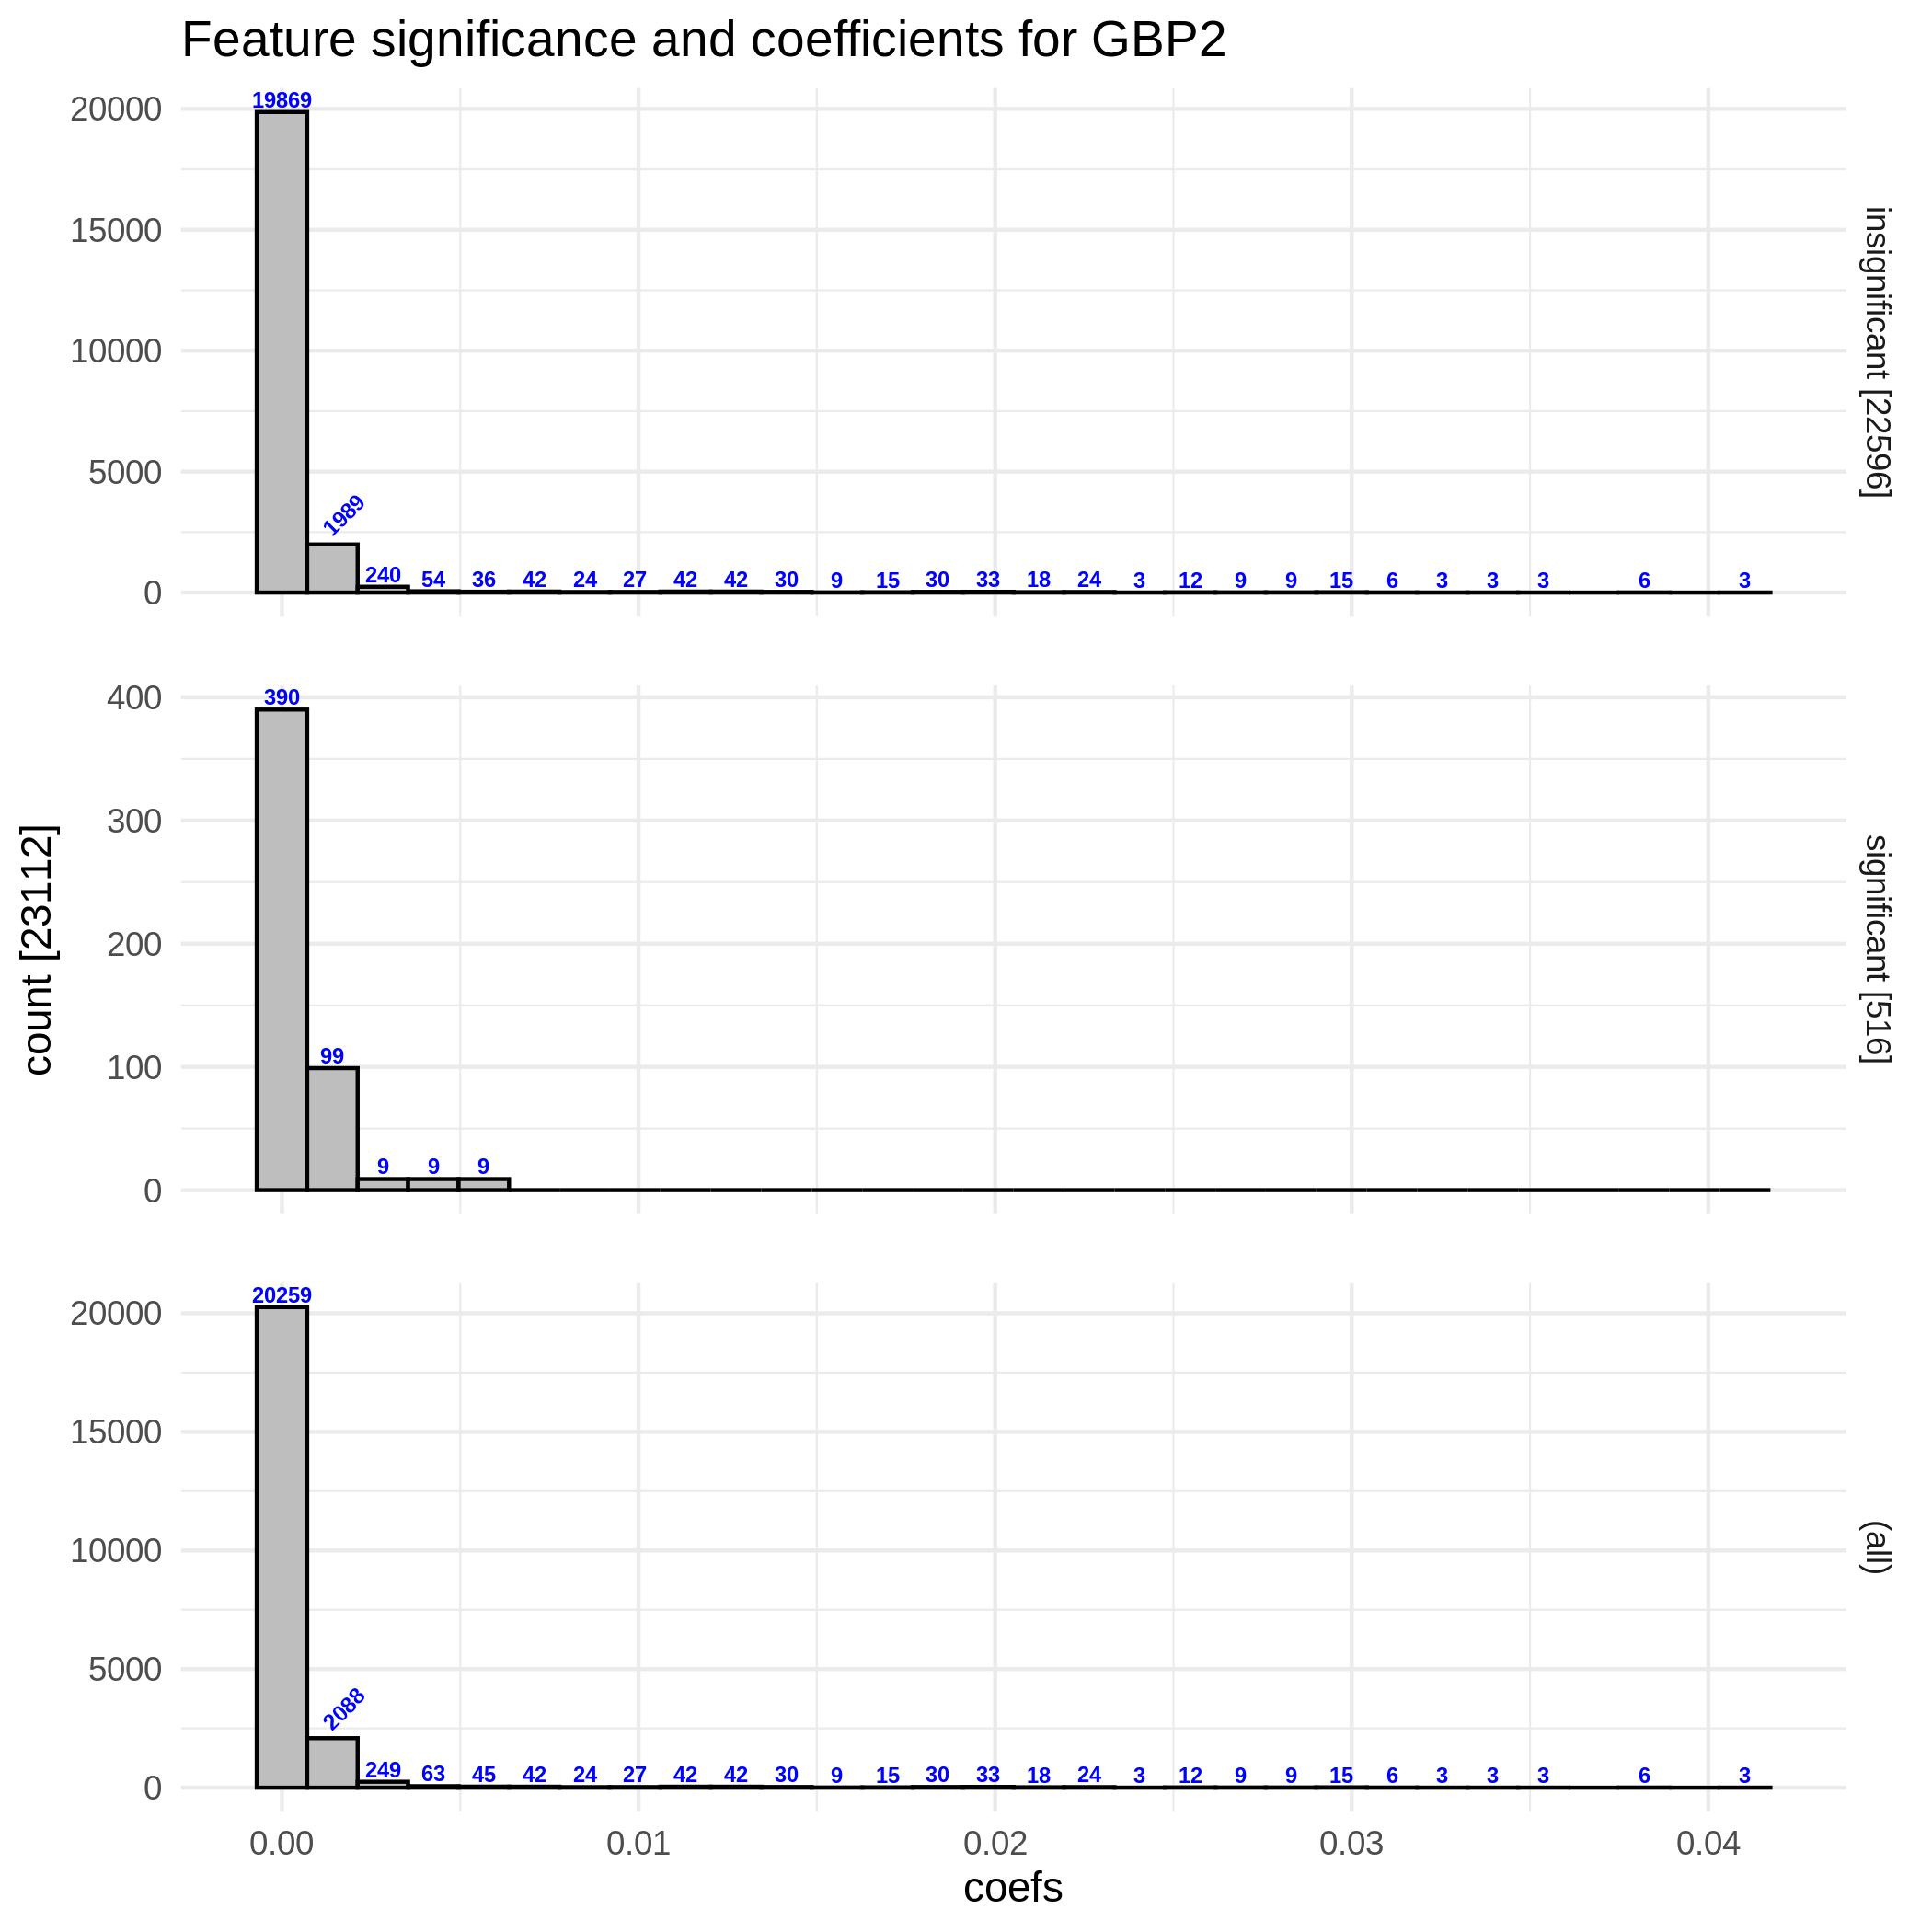 Feature significance and coefficients for GBP2
count [23112]
20000
15000
10000
5000
0
19869
1989
240 54 36 42 24 27 42 42 30 9 15 30 33 18 24 3 12 9 9 15 6 3 3 3 6 3
insignificant [22596]
400
300
200
100
0
390
99
9 9 9
significant [516]
20000
15000
10000
5000
0
20259
2088
249 63 45 42 24 27 42 42 30 9 15 30 33 18 24 3 12 9 9 15 6 3 3 3 6 3
(all)
0.00 0.01 0.02 0.03 0.04
coefs